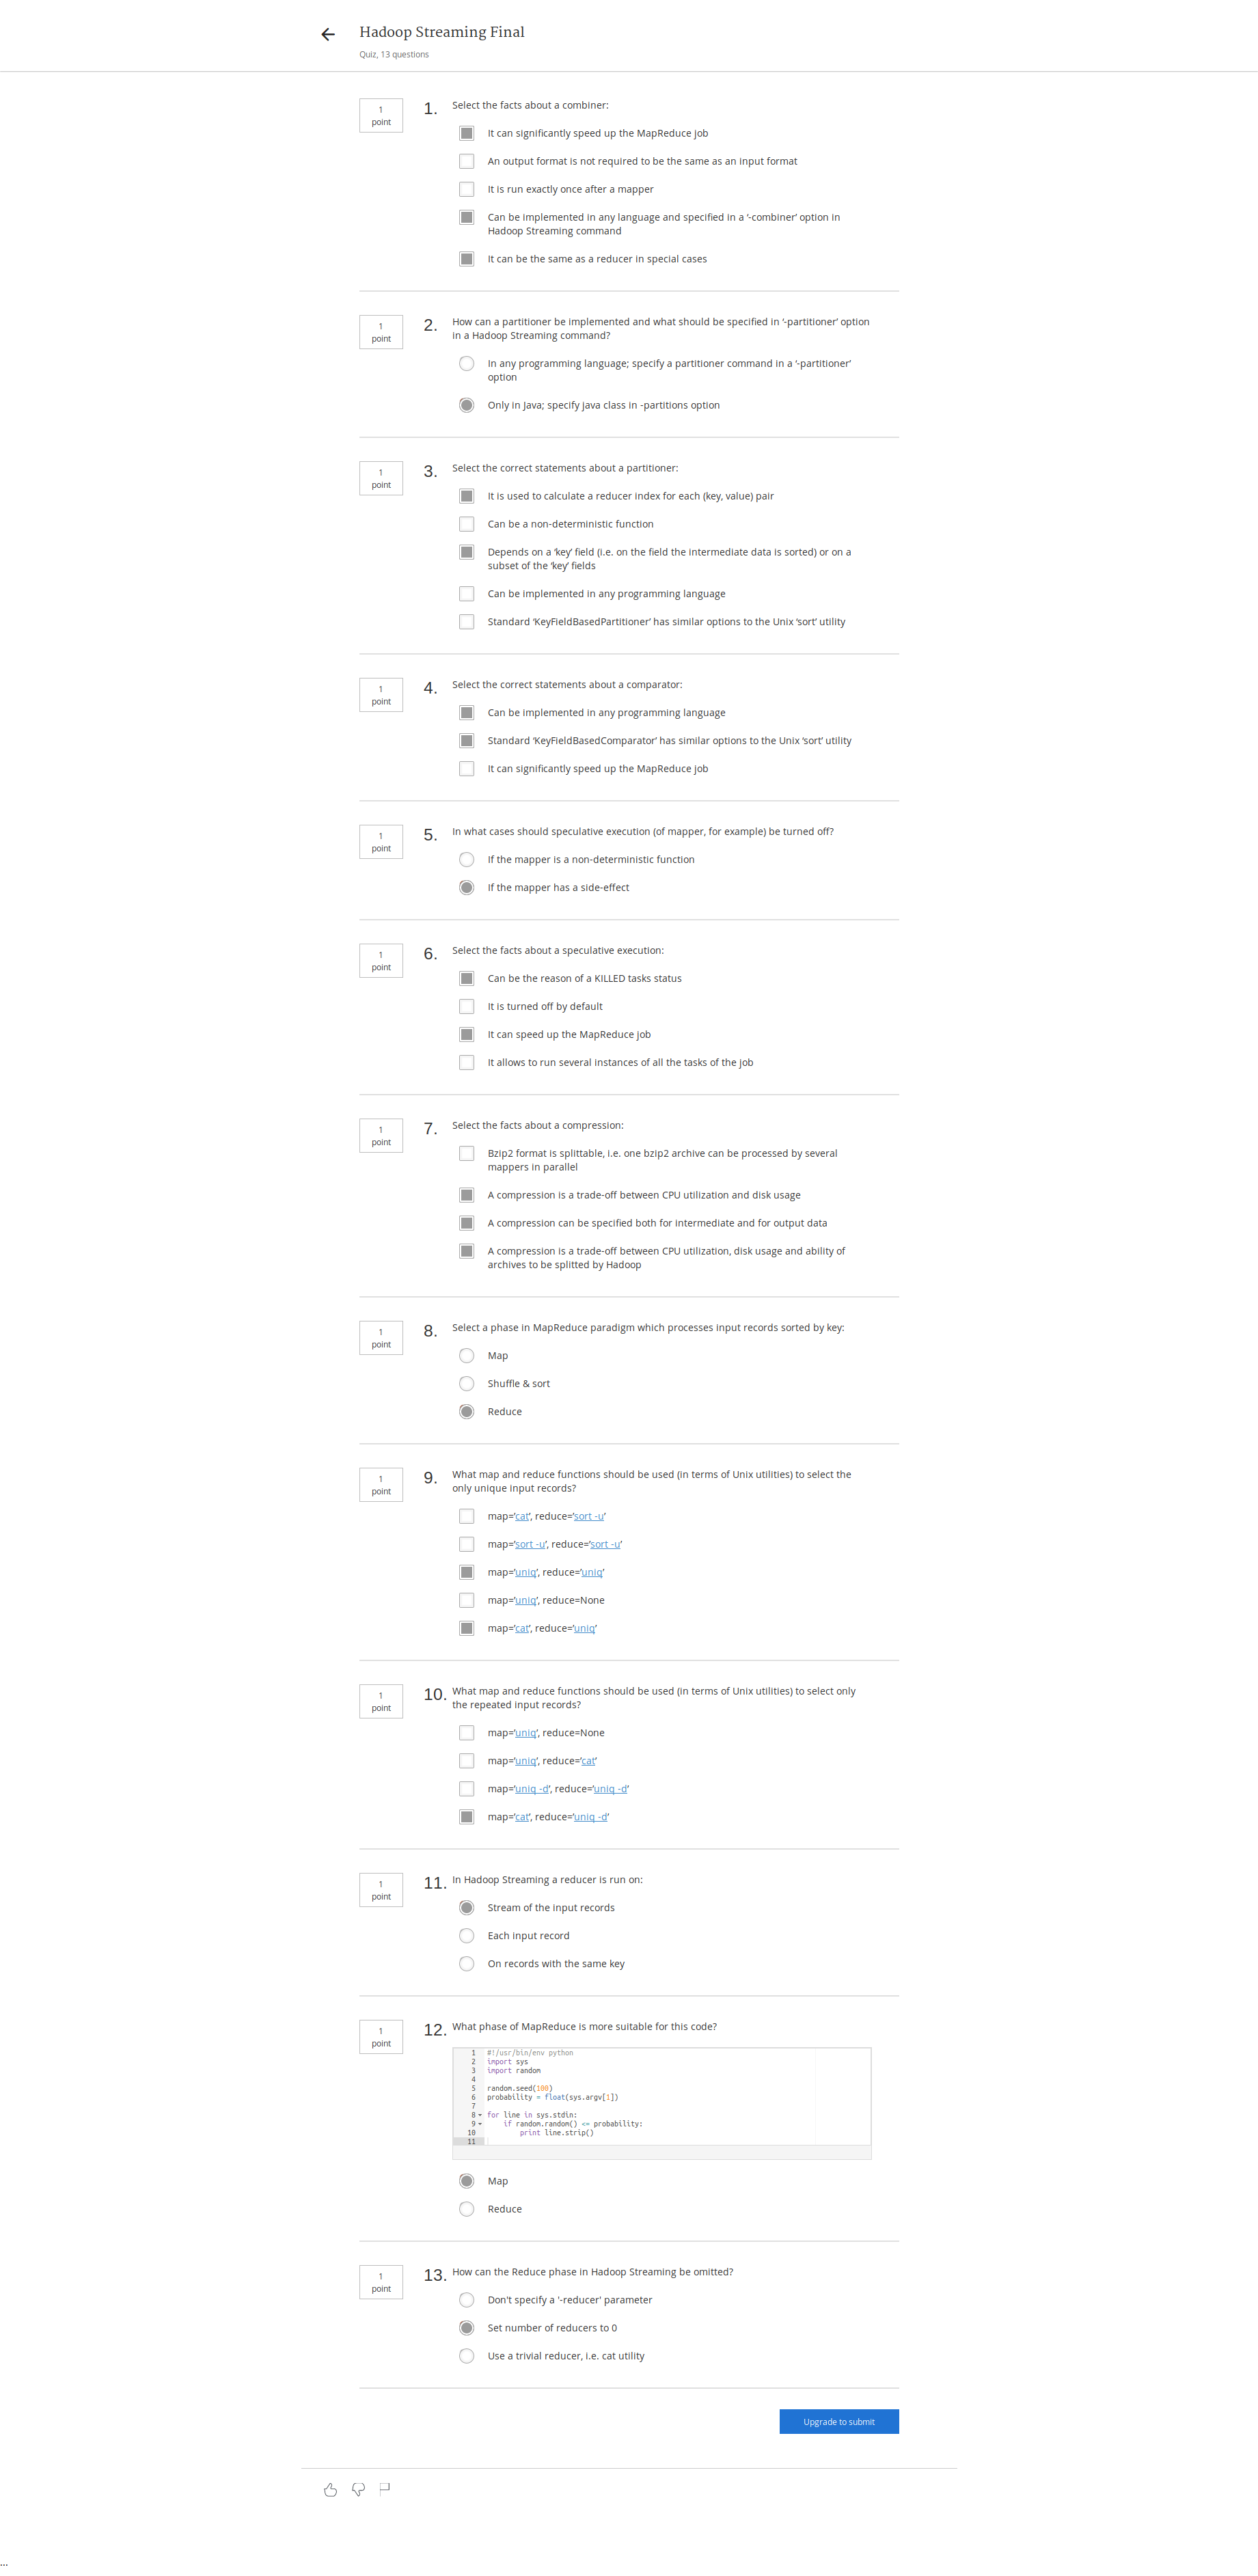 Hadoop Streaming Final
Quiz, 13 questions
1
point
1.
Select the facts about a combiner:
It can significantly speed up the MapReduce job
An output format is not required to be the same as an input format
It is run exactly once after a mapper
Can be implemented in any language and specified in a ‘-combiner’ option in
Hadoop Streaming command
It can be the same as a reducer in special cases
1
point
2.
How can a partitioner be implemented and what should be specified in ‘-partitioner’ option
in a Hadoop Streaming command?
In any programming language; specify a partitioner command in a ‘-partitioner’
option
Only in Java; specify java class in -partitions option
1
point
3.
Select the correct statements about a partitioner:
It is used to calculate a reducer index for each (key, value) pair
Can be a non-deterministic function
Depends on a ‘key’ field (i.e. on the field the intermediate data is sorted) or on a
subset of the ‘key’ fields
Can be implemented in any programming language
Standard ‘KeyFieldBasedPartitioner’ has similar options to the Unix ‘sort’ utility
1
point
4.
Select the correct statements about a comparator:
Can be implemented in any programming language
Standard ‘KeyFieldBasedComparator’ has similar options to the Unix ‘sort’ utility
It can significantly speed up the MapReduce job
1
point
5.
In what cases should speculative execution (of mapper, for example) be turned off?
If the mapper is a non-deterministic function
If the mapper has a side-effect
1
point
6.
Select the facts about a speculative execution:
Can be the reason of a KILLED tasks status
It is turned off by default
It can speed up the MapReduce job
It allows to run several instances of all the tasks of the job
1
point
7.
Select the facts about a compression:
Bzip2 format is splittable, i.e. one bzip2 archive can be processed by several
mappers in parallel
A compression is a trade-off between CPU utilization and disk usage
A compression can be specified both for intermediate and for output data
A compression is a trade-off between CPU utilization, disk usage and ability of
archives to be splitted by Hadoop
1
point
8.
Select a phase in MapReduce paradigm which processes input records sorted by key:
Map
Shuffle & sort
Reduce
1
point
9.
What map and reduce functions should be used (in terms of Unix utilities) to select the
only unique input records?
map=‘cat’, reduce=‘sort -u’
map=‘sort -u’, reduce=‘sort -u’
map=‘uniq’, reduce=‘uniq’
map=‘uniq’, reduce=None
map=‘cat’, reduce=‘uniq’
1
point
10.
What map and reduce functions should be used (in terms of Unix utilities) to select only
the repeated input records?
map=‘uniq’, reduce=None
map=‘uniq’, reduce=‘cat’
map=‘uniq -d’, reduce=‘uniq -d’
map=‘cat’, reduce=‘uniq -d’
1
point
11.
In Hadoop Streaming a reducer is run on:
Stream of the input records
Each input record
On records with the same key
1
point
12.
What phase of MapReduce is more suitable for this code?
1 #!/usr/bin/env python
2 import sys
3 import random
4
5 random.seed(100)
6 probability = float(sys.argv[1])
7
8 for line in sys.stdin:
9 if random.random() <= probability:
10 print line.strip()
11
Map
Reduce
1
point
13.
How can the Reduce phase in Hadoop Streaming be omitted?
Don't specify a '-reducer' parameter
Set number of reducers to 0
Use a trivial reducer, i.e. cat utility
Upgrade to submit
...